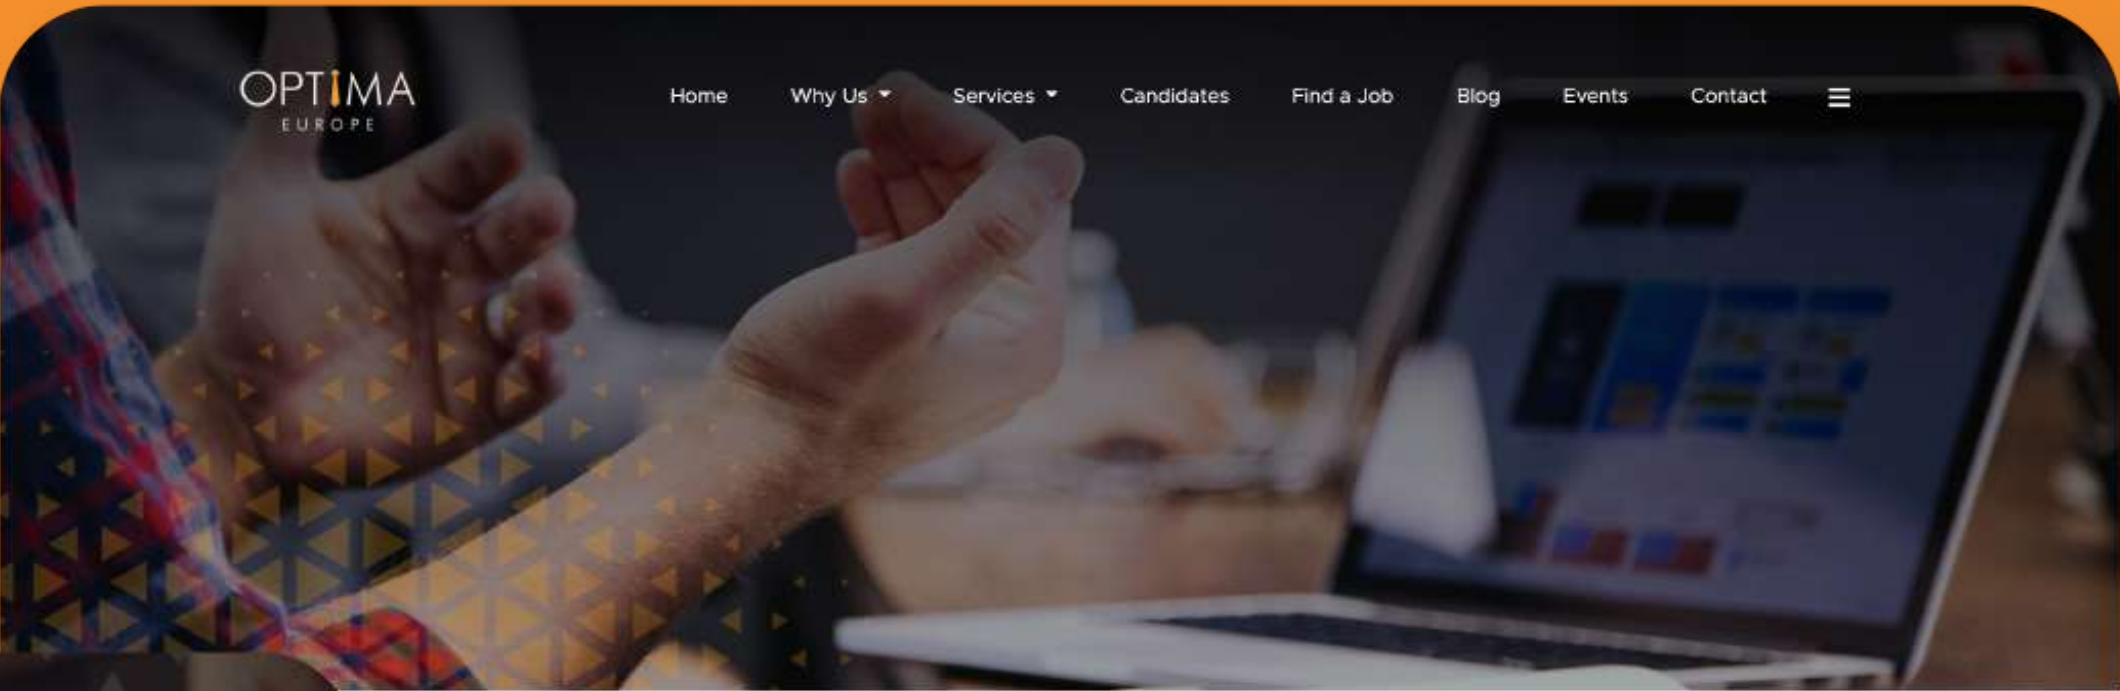 OPTIMA
EUROPE
Home Why Us Services Candidates Find a Job Blog Events Contact